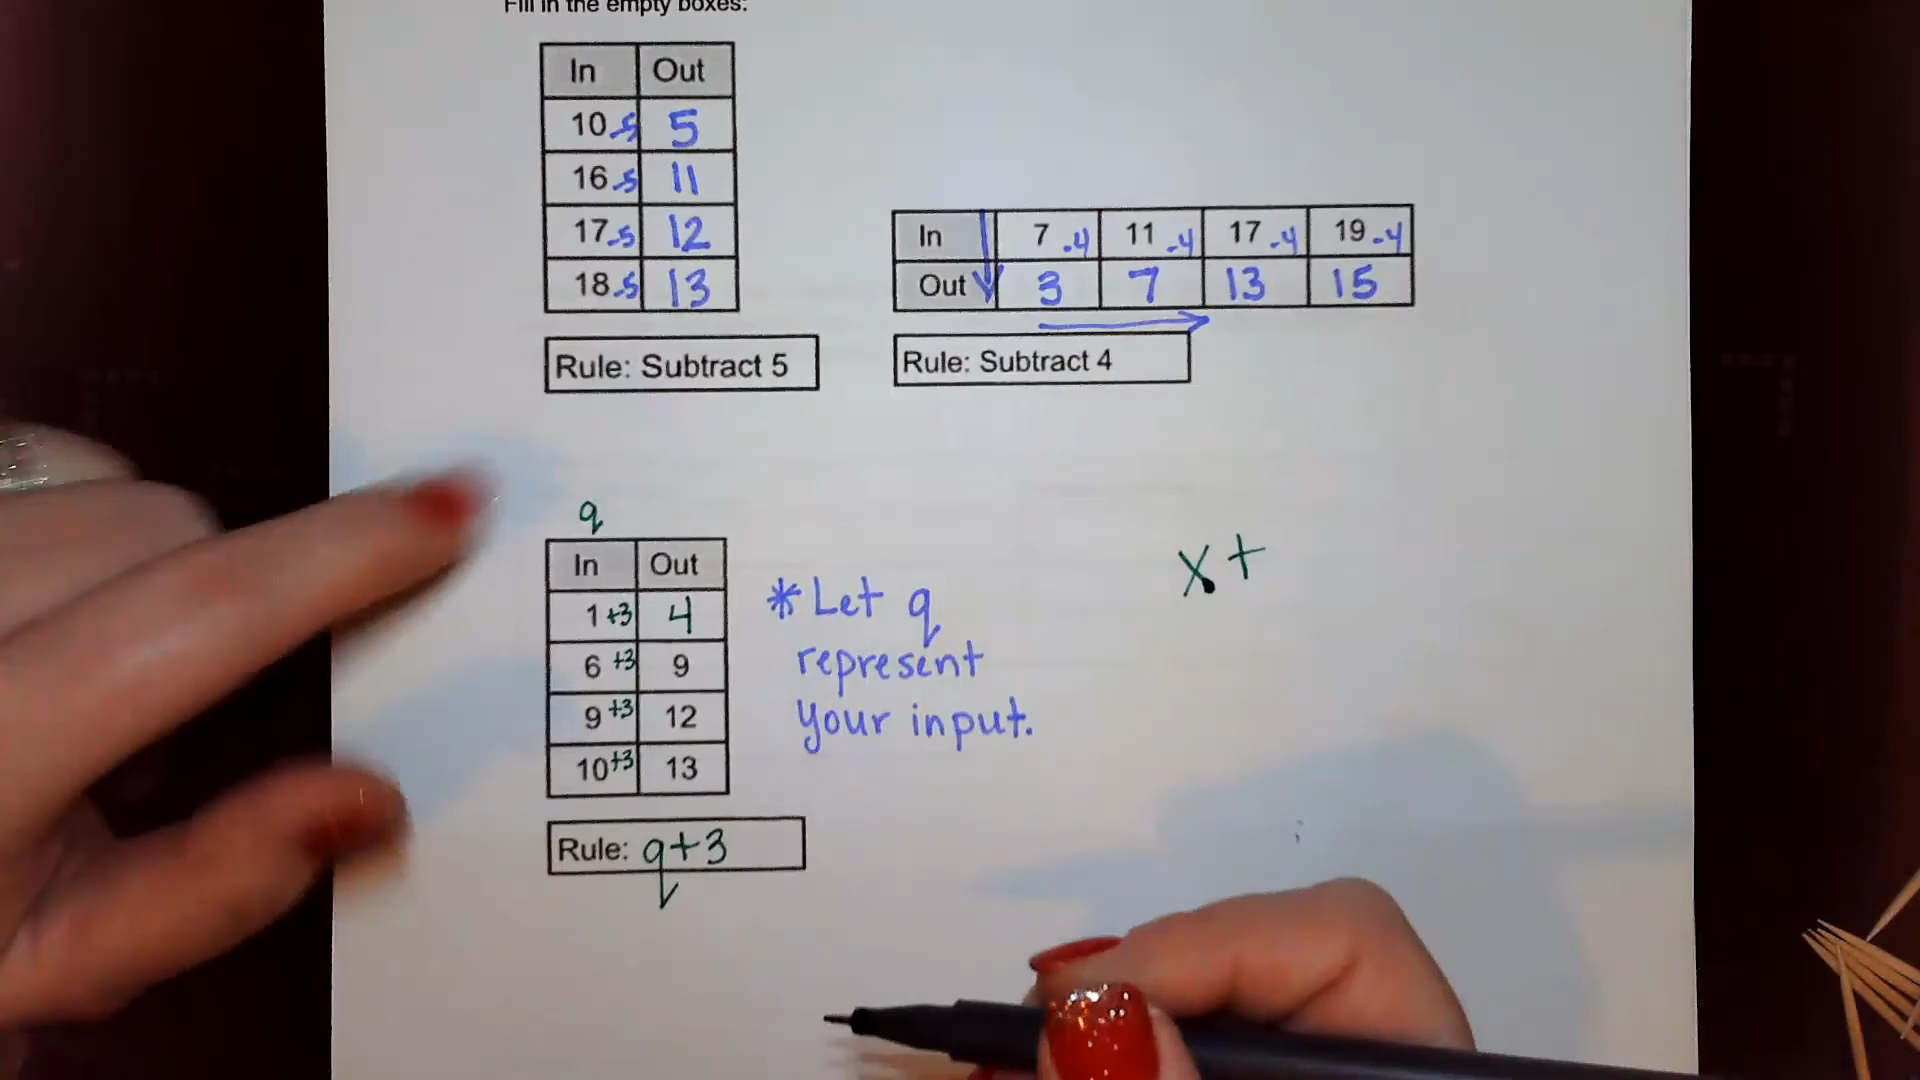 Fill in the empty boxes:
In Out
10 -5 5
16 -5 11
17 -5 12
18 -5 13
Rule: Subtract 5
In 7 -4 11 -4 17 -4 19 -4
Out 3 7 13 15
Rule: Subtract 4
q
In Out
1 +3 4
6 +3 9
9 +3 12
10 +3 13
Rule: q+3
* Let q
represent
your input.
x +